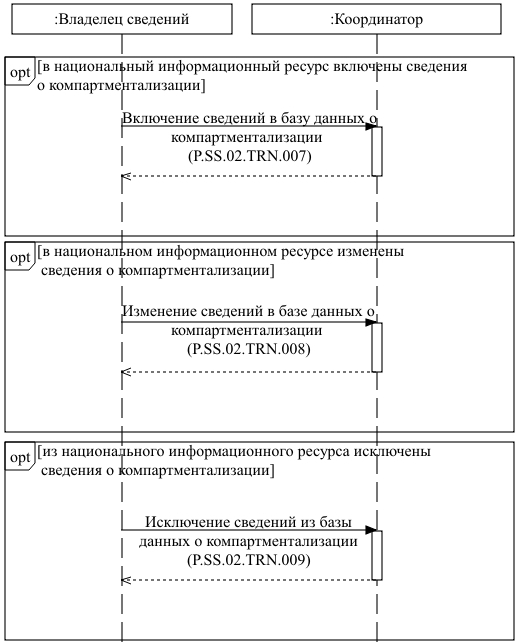 :Владелец сведений
:Координатор
opt
[в национальный информационный ресурс включены сведения
о компартментализации]
Включение сведений в базу данных о
компартментализации
(P.SS.02.TRN.007)
opt
[в национальном информационном ресурсе изменены
сведения о компартментализации]
Изменение сведений в базе данных о
компартментализации
(P.SS.02.TRN.008)
opt
[из национального информационного ресурса исключены
сведения о компартментализации]
Исключение сведений из базы
данных о компартментализации
(P.SS.02.TRN.009)